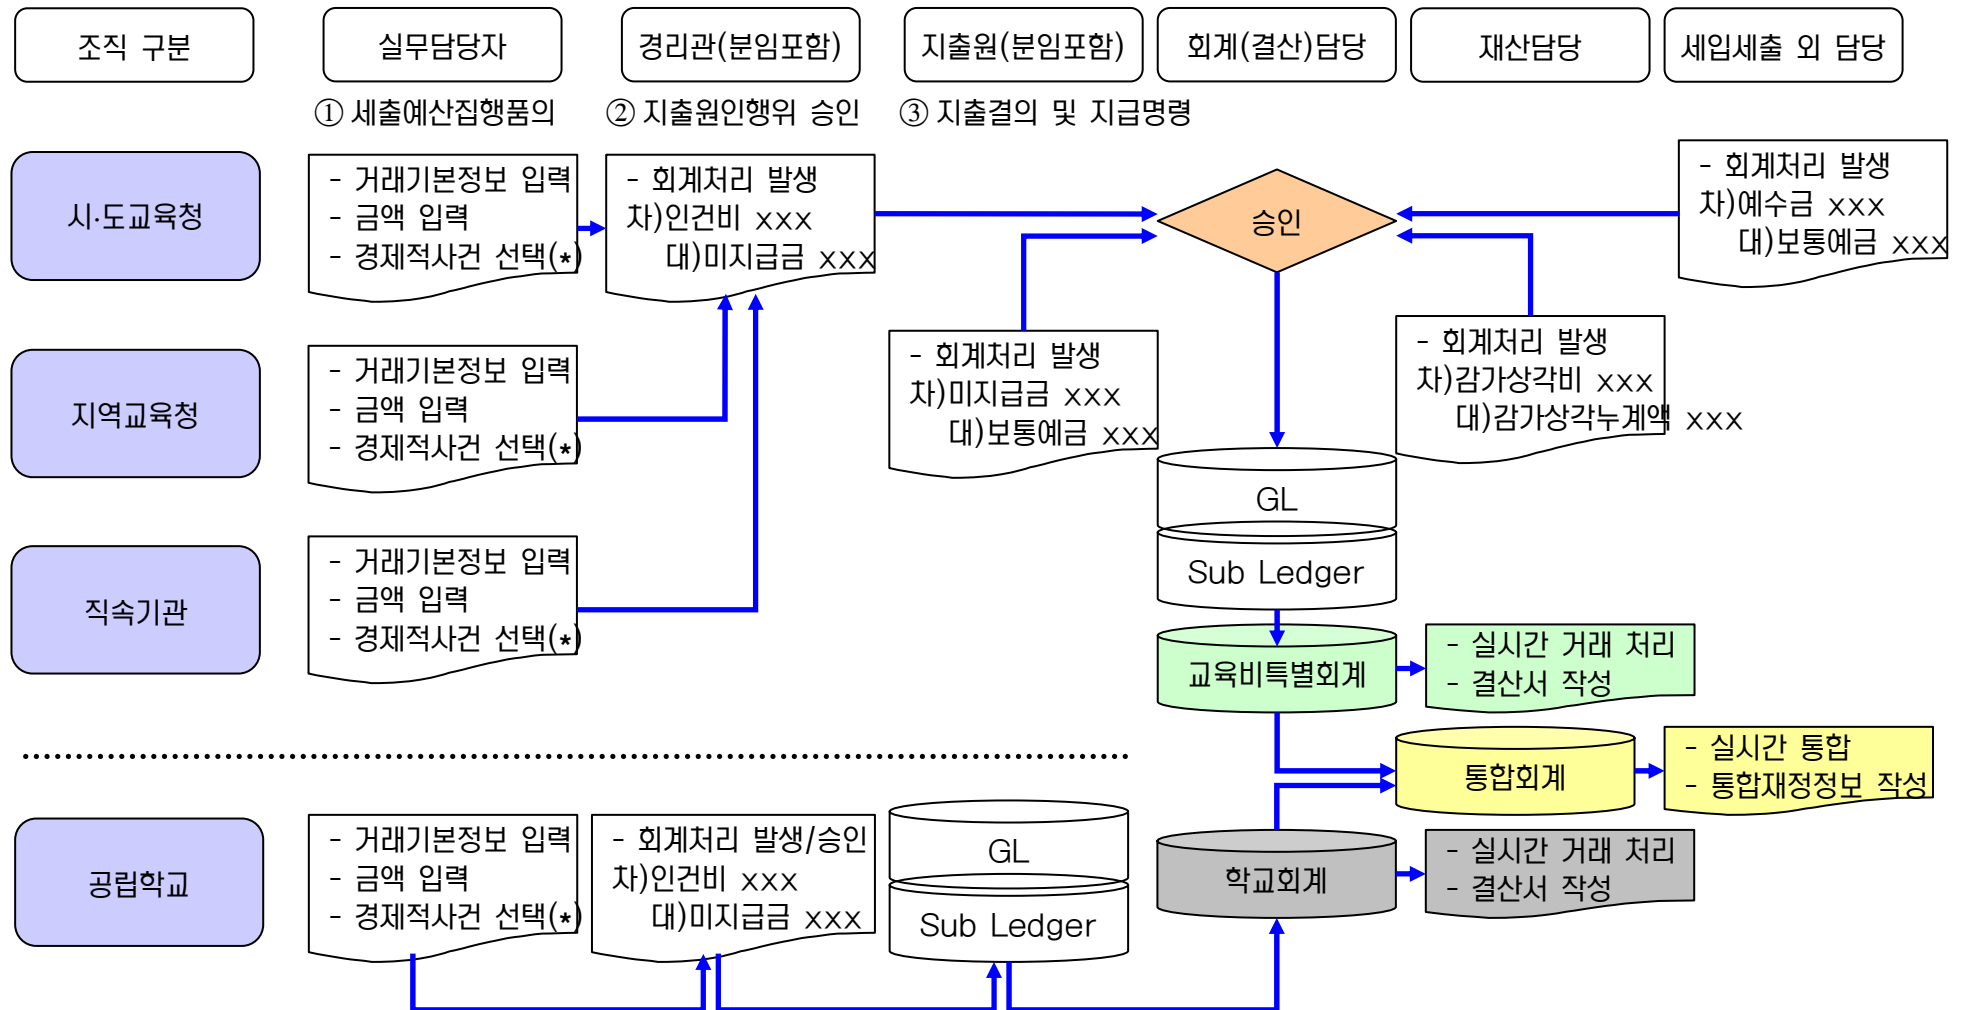 조직 구분
실무담당자
경리관(분임포함)
지출원(분임포함)
회계(결산)담당
재산담당
세입세출 외 담당
① 세출예산집행품의
② 지출원인행위 승인
③ 지출결의 및 지급명령
시·도교육청
- 거래기본정보 입력
- 금액 입력
- 경제적사건 선택(*)
- 회계처리 발생
차)인건비 xxx
대)미지급금 xxx
승인
- 회계처리 발생
차)예수금 xxx
대)보통예금 xxx
지역교육청
- 거래기본정보 입력
- 금액 입력
- 경제적사건 선택(*)
- 회계처리 발생
차)미지급금 xxx
대)보통예금 xxx
- 회계처리 발생
차)감가상각비 xxx
대)감가상각누계액 xxx
GL
Sub Ledger
직속기관
- 거래기본정보 입력
- 금액 입력
- 경제적사건 선택(*)
교육비특별회계
- 실시간 거래 처리
- 결산서 작성
통합회계
- 실시간 통합
- 통합재정정보 작성
공립학교
- 거래기본정보 입력
- 금액 입력
- 경제적사건 선택(*)
- 회계처리 발생/승인
차)인건비 xxx
대)미지급금 xxx
GL
Sub Ledger
학교회계
- 실시간 거래 처리
- 결산서 작성